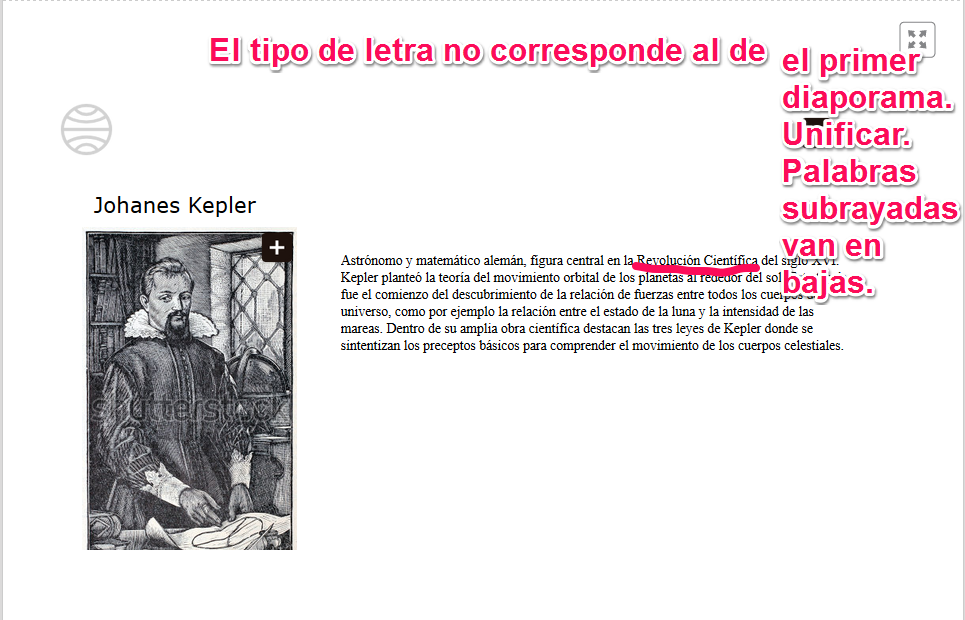 El tipo de letra no corresponde al de
el primer
diaporama.
Unificar.
Palabras
subrayadas
van en
bajas.
Johanes Kepler
Astrónomo y matemático alemán, figura central en la Revolución Científica del siglo XVI.
Kepler planteó la teoría del movimiento orbital de los planetas al rededor del sol
fue el comienzo del descubrimiento de la relación de fuerzas entre todos los cuerpos
universo, como por ejemplo la relación entre el estado de la luna y la intensidad de las
mareas. Dentro de su amplia obra científica destacan las tres leyes de Kepler donde se
sintentizan los preceptos básicos para comprender el movimiento de los cuerpos celestiales.
shutterstock